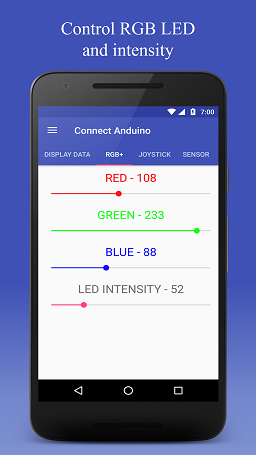 Control RGB LED
and intensity
7:00
Connect Anduino
DISPLAY DATA RGB+ JOYSTICK SENSOR
RED - 108
GREEN - 233
BLUE - 88
LED INTENSITY - 52